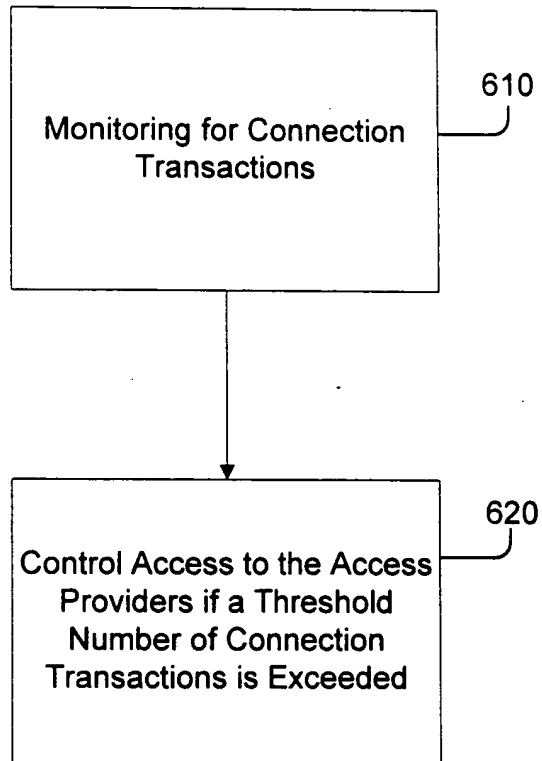 610
Monitoring for Connection
Transactions
620
Control Access to the Access
Providers if a Threshold
Number of Connection
Transactions is Exceeded